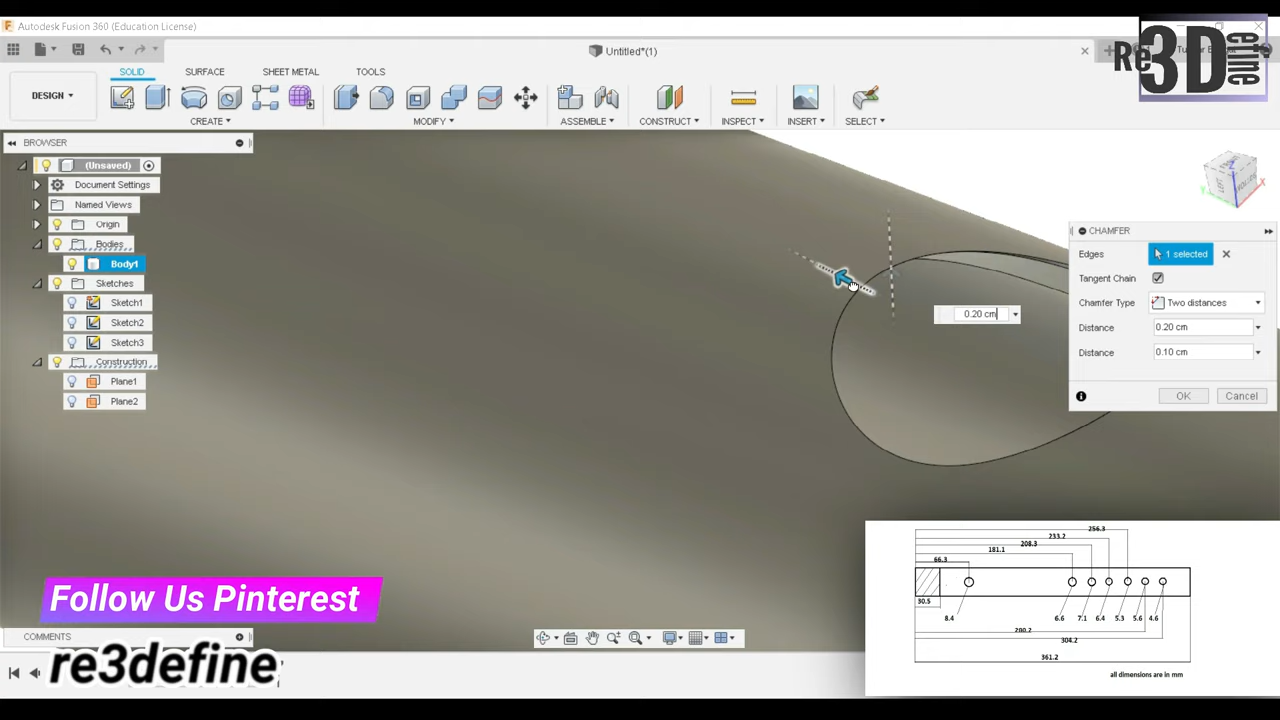 Autodesk Fusion 360 (Education License)
Untitled*(1)
Re3Define
DESIGN
SOLID SURFACE SHEET METAL TOOLS
CREATE MODIFY ASSEMBLE CONSTRUCT INSPECT INSERT SELECT
BROWSER
(Unsaved)
Document Settings
Named Views
Origin
Bodies
Body1
Sketches
Sketch1
Sketch2
Sketch3
Construction
Plane1
Plane2
0.20 cm
Z
X
CHAMFER
Edges 1 selected
Tangent Chain
Chamfer Type Two distances
Distance 0.20 cm
Distance 0.10 cm
OK Cancel
256.3
233.2
208.3
181.1
66.3
30.5
8.4 6.6 7.1 6.4 5.3 5.6 4.6
304.2
361.2
all dimensions are in mm
Follow Us Pinterest
COMMENTS
re3define